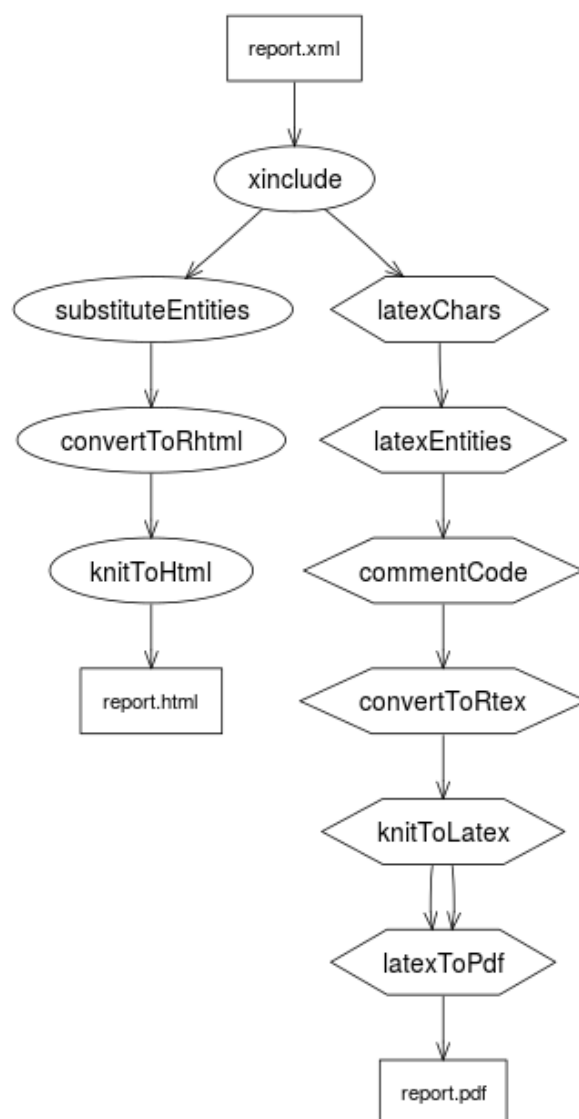 report.xml
xinclude
substituteEntities
latexChars
convertToRhtml
latexEntities
knitToHtml
commentCode
report.html
convertToRtex
knitToLatex
latexToPdf
report.pdf